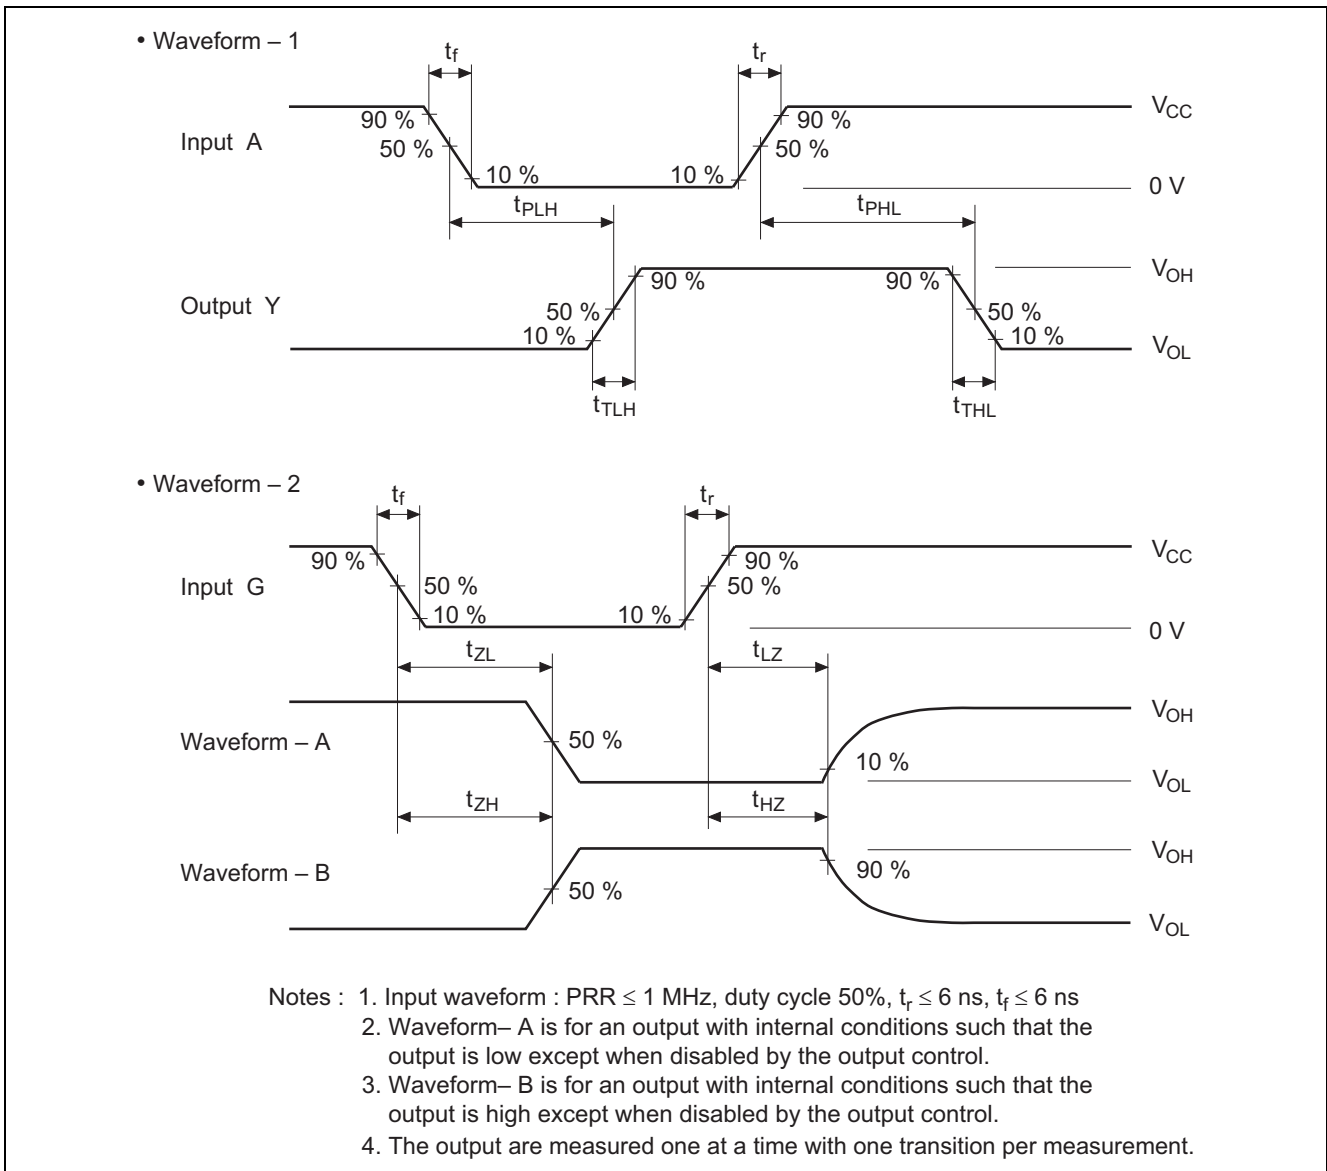 • Waveform – 1
tf
tr
VCC
90 %
90 %
Input A
50 %
50 %
10 %
10 %
0 V
tPLH
tPHL
VOH
90 %
90 %
Output Y
50 %
50 %
10 %
10 %
VOL
tTLH
tTHL
• Waveform – 2
tf
tr
VCC
90 %
90 %
Input G
50 %
50 %
10 %
10 %
0 V
tZL
tLZ
VOH
Waveform – A
50 %
10 %
VOL
tZH
tHZ
VOH
Waveform – B
90 %
50 %
VOL
Notes : 1. Input waveform : PRR ≤ 1 MHz, duty cycle 50%, tr ≤ 6 ns, tf ≤ 6 ns
2. Waveform– A is for an output with internal conditions such that the
output is low except when disabled by the output control.
3. Waveform– B is for an output with internal conditions such that the
output is high except when disabled by the output control.
4. The output are measured one at a time with one transition per measurement.